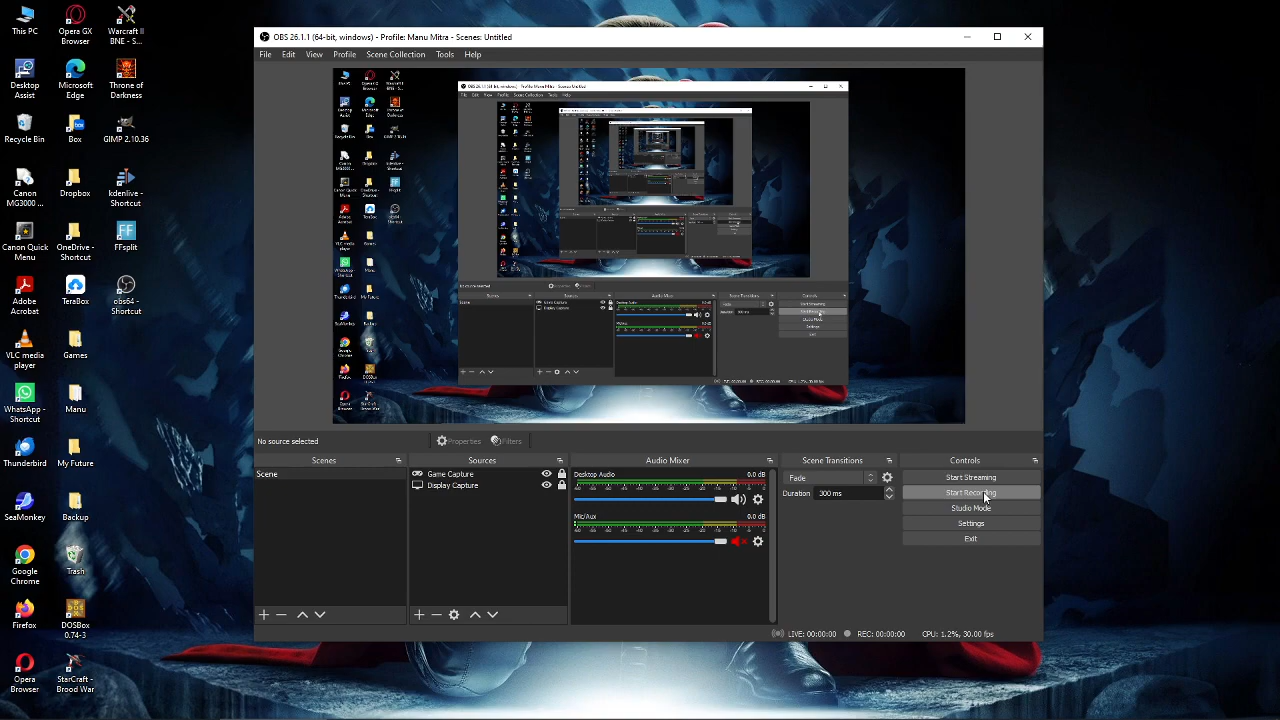 This PC
Opera GX
Browser
Warcraft II
BNE - S...
Desktop
Assist
Microsoft
Edge
Throne of
Darkness
Recycle Bin
Box
GIMP 2.10.36
Canon
MG3000 ...
Dropbox
kdenlive -
Shortcut
Canon Quick
Menu
OneDrive -
Shortcut
FFsplit
Adobe
Acrobat
TeraBox
obs64 -
Shortcut
VLC media
player
Games
WhatsApp -
Shortcut
Manu
Thunderbird
My Future
SeaMonkey
Backup
Google
Chrome
Trash
Firefox
DOSBox
0.74-3
Opera
Browser
StarCraft -
Brood War
OBS 26.1.1 (64-bit, windows) - Profile: Manu Mitra - Scenes: Untitled
File Edit View Profile Scene Collection Tools Help
No source selected
Properties
Filters
Scenes
Scene
Sources
Game Capture
Display Capture
Audio Mixer
Desktop Audio 0.0 dB
Mic/Aux 0.0 dB
Scene Transitions
Fade
Duration 300 ms
Controls
Start Streaming
Start Recording
Studio Mode
Settings
Exit
LIVE: 00:00:00 REC: 00:00:00 CPU: 1.2%, 30.00 fps